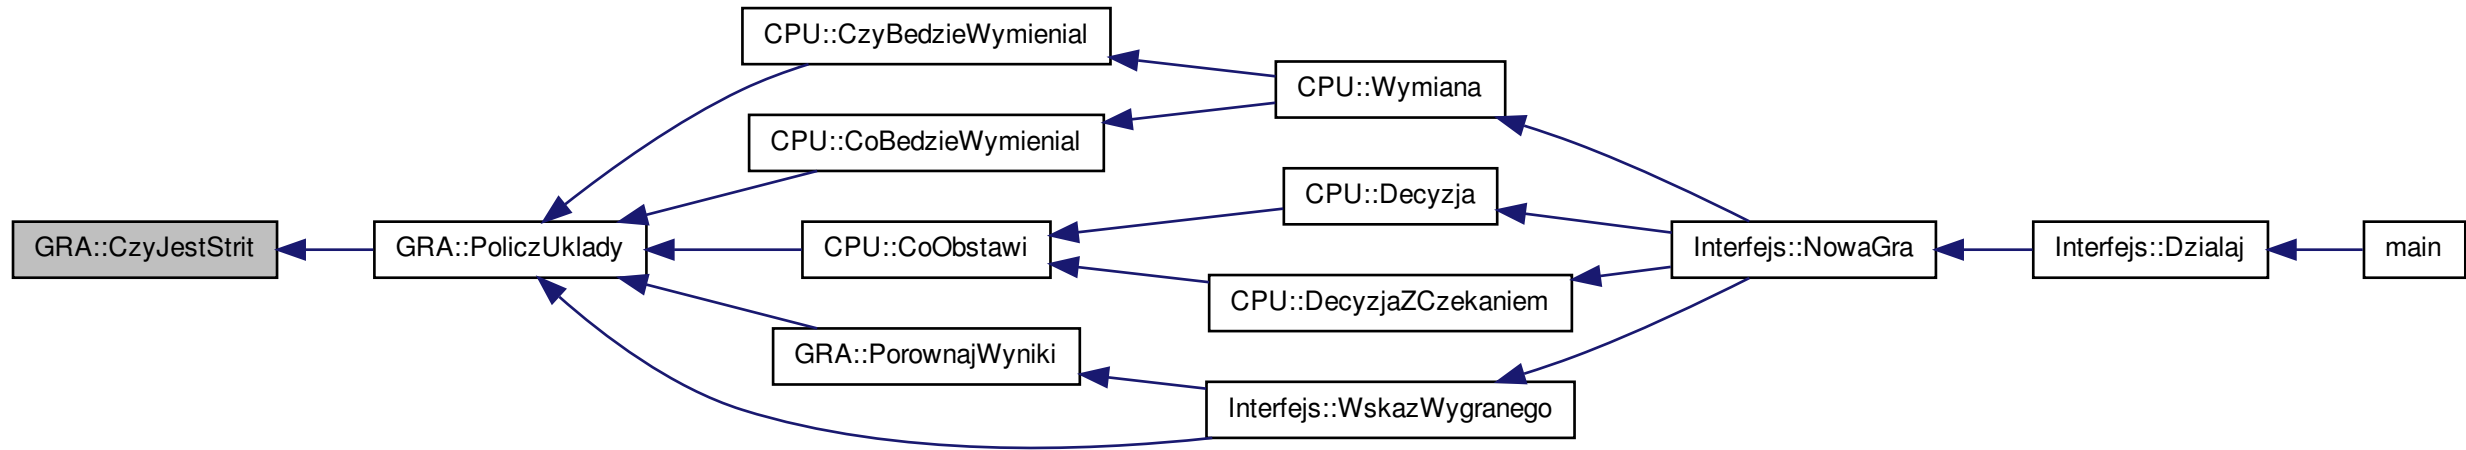 CPU::CzyBedzieWymienial
CPU::Wymiana
CPU::CoBedzieWymienial
CPU::Decyzja
GRA::CzyJestStrit
GRA::PoliczUklady
CPU::CoObstawi
Interfejs::NowaGra
Interfejs::Dzialaj
main
CPU::DecyzjaZCzekaniem
GRA::PorownajWyniki
Interfejs::WskazWygranego